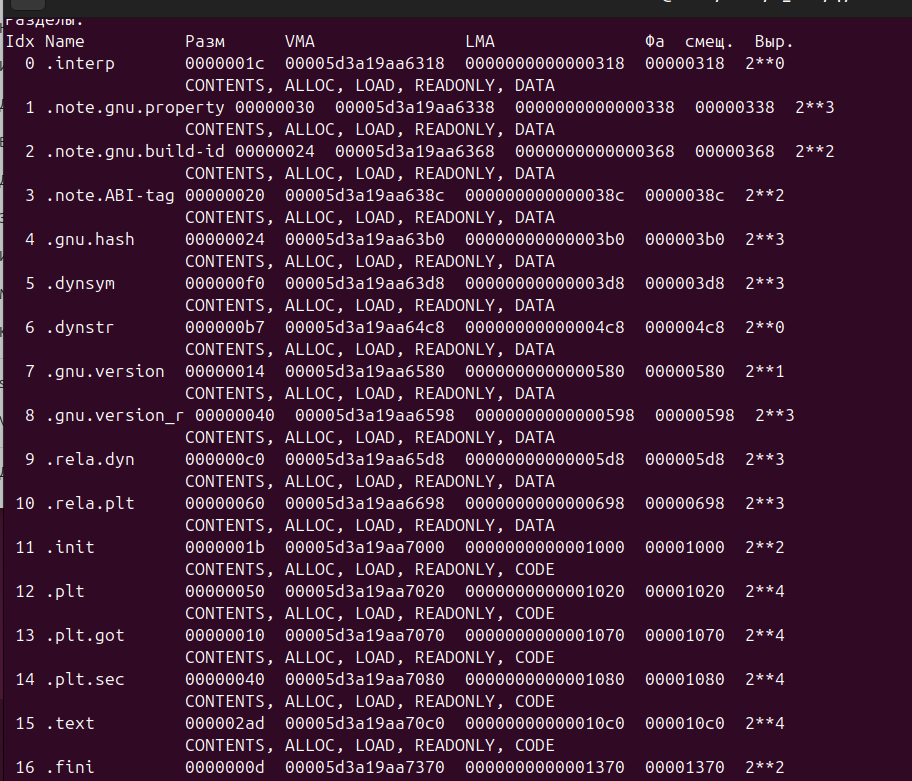 Разделы:
Idx Name          Разм      VMA               LMA               Фа  смещ.  Выр.
  0 .interp       0000001c  00005d3a19aa6318  0000000000000318  00000318  2**0
                  CONTENTS, ALLOC, LOAD, READONLY, DATA
  1 .note.gnu.property 00000030  00005d3a19aa6338  0000000000000338  00000338  2**3
                  CONTENTS, ALLOC, LOAD, READONLY, DATA
  2 .note.gnu.build-id 00000024  00005d3a19aa6368  0000000000000368  00000368  2**2
                  CONTENTS, ALLOC, LOAD, READONLY, DATA
  3 .note.ABI-tag 00000020  00005d3a19aa638c  000000000000038c  0000038c  2**2
                  CONTENTS, ALLOC, LOAD, READONLY, DATA
  4 .gnu.hash     00000024  00005d3a19aa63b0  00000000000003b0  000003b0  2**3
                  CONTENTS, ALLOC, LOAD, READONLY, DATA
  5 .dynsym       000000f0  00005d3a19aa63d8  00000000000003d8  000003d8  2**3
                  CONTENTS, ALLOC, LOAD, READONLY, DATA
  6 .dynstr       000000b7  00005d3a19aa64c8  00000000000004c8  000004c8  2**0
                  CONTENTS, ALLOC, LOAD, READONLY, DATA
  7 .gnu.version  00000014  00005d3a19aa6580  0000000000000580  00000580  2**1
                  CONTENTS, ALLOC, LOAD, READONLY, DATA
  8 .gnu.version_r 00000040  00005d3a19aa6598  0000000000000598  00000598  2**3
                  CONTENTS, ALLOC, LOAD, READONLY, DATA
  9 .rela.dyn     000000c0  00005d3a19aa65d8  00000000000005d8  000005d8  2**3
                  CONTENTS, ALLOC, LOAD, READONLY, DATA
 10 .rela.plt     00000060  00005d3a19aa6698  0000000000000698  00000698  2**3
                  CONTENTS, ALLOC, LOAD, READONLY, DATA
 11 .init         0000001b  00005d3a19aa7000  0000000000001000  00001000  2**2
                  CONTENTS, ALLOC, LOAD, READONLY, CODE
 12 .plt          00000050  00005d3a19aa7020  0000000000001020  00001020  2**4
                  CONTENTS, ALLOC, LOAD, READONLY, CODE
 13 .plt.got      00000010  00005d3a19aa7070  0000000000001070  00001070  2**4
                  CONTENTS, ALLOC, LOAD, READONLY, CODE
 14 .plt.sec      00000040  00005d3a19aa7080  0000000000001080  00001080  2**4
                  CONTENTS, ALLOC, LOAD, READONLY, CODE
 15 .text         000002ad  00005d3a19aa70c0  00000000000010c0  000010c0  2**4
                  CONTENTS, ALLOC, LOAD, READONLY, CODE
 16 .fini         0000000d  00005d3a19aa7370  0000000000001370  00001370  2**2